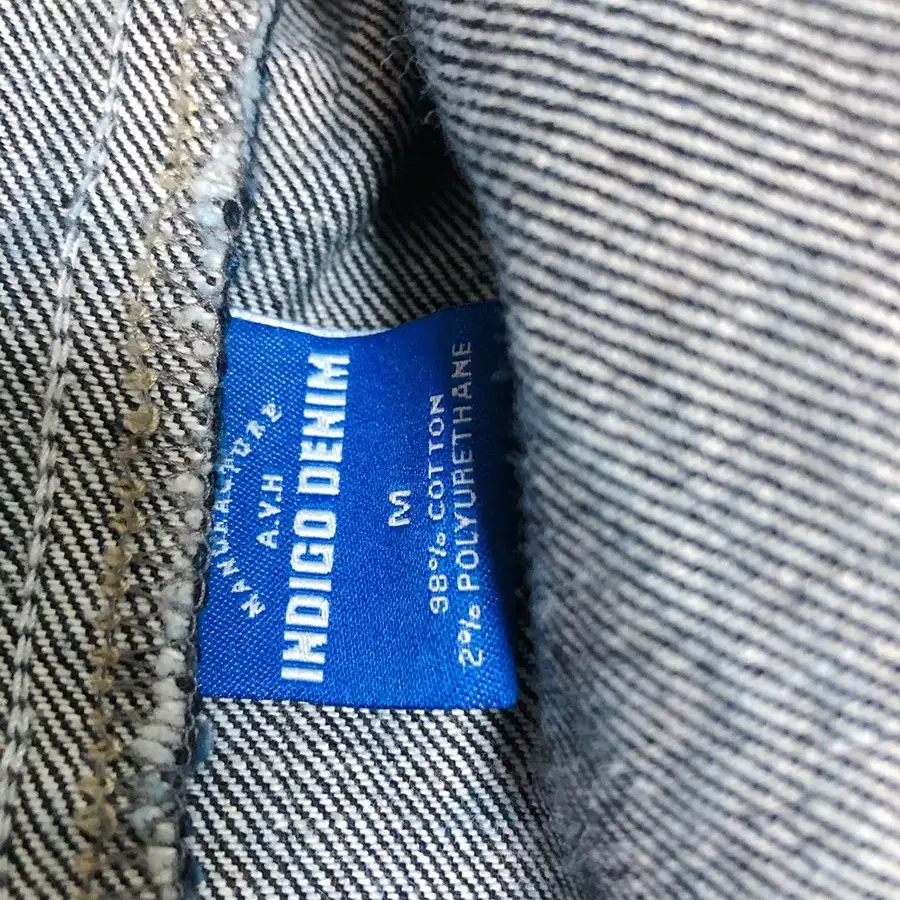 MANUFACTURE
A.V.H
INDIGO DENIM
M
98% COTTON
2% POLYURETHANE